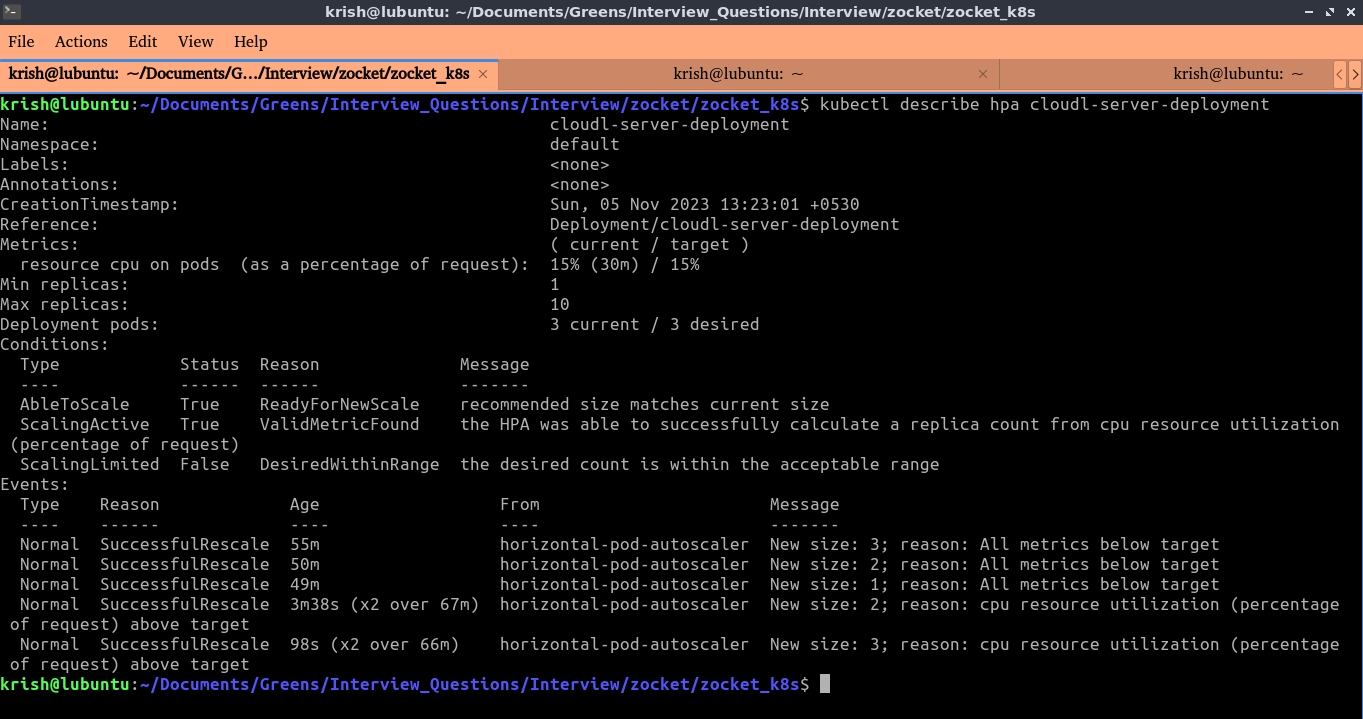 krish@lubuntu: ~/Documents/Greens/Interview_Questions/Interview/zocket/zocket_k8s
File Actions Edit View Help
krish@lubuntu: ~/Documents/G.../Interview/zocket/zocket_k8s × krish@lubuntu: ~ × krish@lubuntu: ~
krish@lubuntu:~/Documents/Greens/Interview_Questions/Interview/zocket/zocket_k8s$ kubectl describe hpa cloudl-server-deployment
Name: cloudl-server-deployment
Namespace: default
Labels: <none>
Annotations: <none>
CreationTimestamp: Sun, 05 Nov 2023 13:23:01 +0530
Reference: Deployment/cloudl-server-deployment
Metrics: ( current / target )
resource cpu on pods (as a percentage of request): 15% (30m) / 15%
Min replicas: 1
Max replicas: 10
Deployment pods: 3 current / 3 desired
Conditions:
Type Status Reason Message
---- ------ ------ -------
AbleToScale True ReadyForNewScale recommended size matches current size
ScalingActive True ValidMetricFound the HPA was able to successfully calculate a replica count from cpu resource utilization
(percentage of request)
ScalingLimited False DesiredWithinRange the desired count is within the acceptable range
Events:
Type Reason Age From Message
---- ------ ---- ---- -------
Normal SuccessfulRescale 55m horizontal-pod-autoscaler New size: 3; reason: All metrics below target
Normal SuccessfulRescale 50m horizontal-pod-autoscaler New size: 2; reason: All metrics below target
Normal SuccessfulRescale 49m horizontal-pod-autoscaler New size: 1; reason: All metrics below target
Normal SuccessfulRescale 3m38s (x2 over 67m) horizontal-pod-autoscaler New size: 2; reason: cpu resource utilization (percentage
of request) above target
Normal SuccessfulRescale 98s (x2 over 66m) horizontal-pod-autoscaler New size: 3; reason: cpu resource utilization (percentage
of request) above target
krish@lubuntu:~/Documents/Greens/Interview_Questions/Interview/zocket/zocket_k8s$